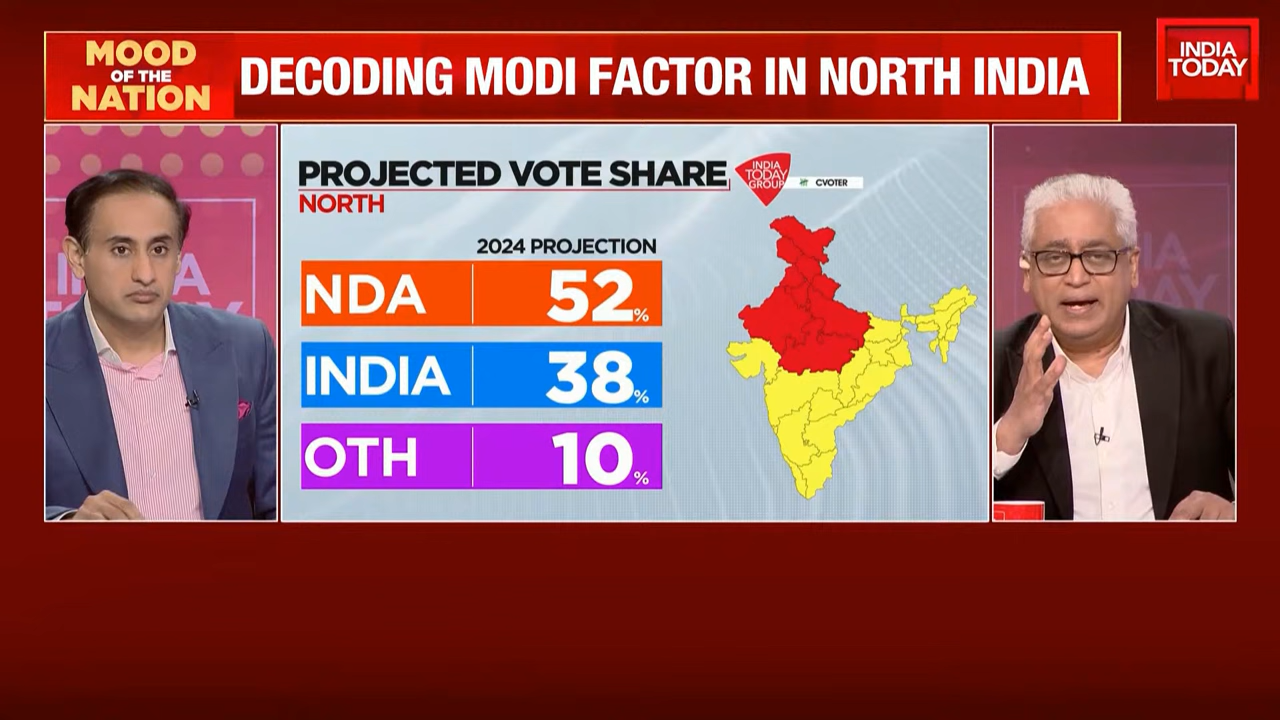 MOOD
OF THE
NATION
DECODING MODI FACTOR IN NORTH INDIA
INDIA
TODAY
PROJECTED VOTE SHARE
NORTH
INDIA
TODAY
GROUP
CVOTER
2024 PROJECTION
NDA 52%
INDIA 38%
OTH 10%